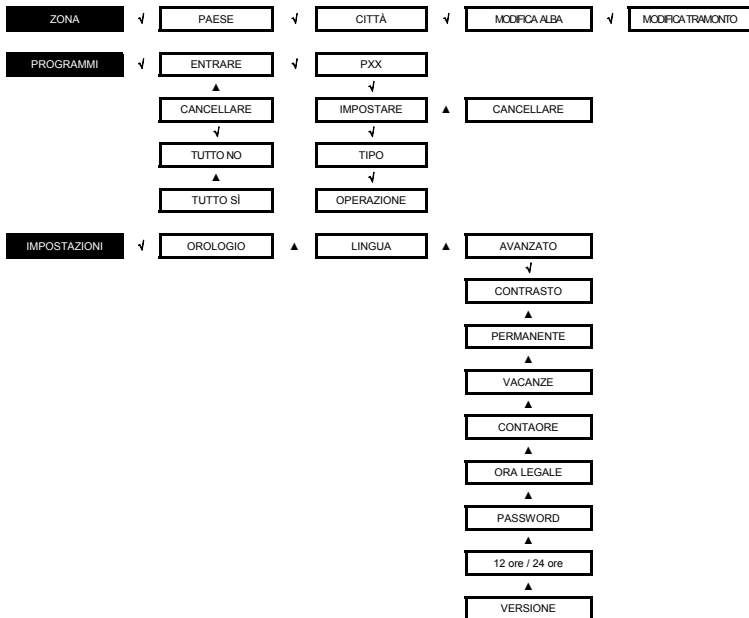 ZONA √ PAESE √ CITTÀ √ MODIFICA ALBA √ MODIFICA TRAMONTO
PROGRAMMI √ ENTRARE √ PXX
▲ √
CANCELLARE IMPOSTARE ▲ CANCELLARE
√ √
TUTTO NO TIPO
▲ √
TUTTO SÌ OPERAZIONE
IMPOSTAZIONI √ OROLOGIO ▲ LINGUA ▲ AVANZATO
√
CONTRASTO
▲
PERMANENTE
▲
VACANZE
▲
CONTAORE
▲
ORA LEGALE
▲
PASSWORD
▲
12 ore / 24 ore
▲
VERSIONE